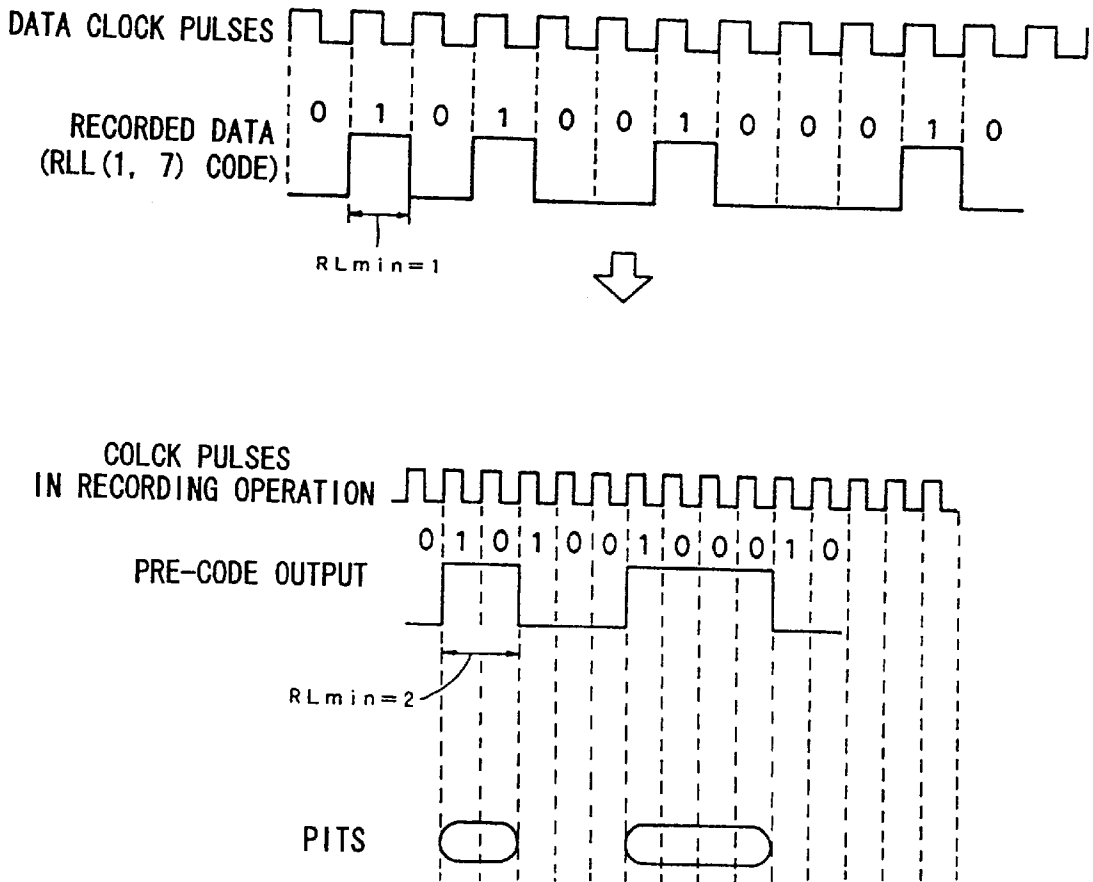 DATA CLOCK PULSES
0 1 0 1 0 0 1 0 0 0 1 0
RECORDED DATA
(RLL(1, 7) CODE)
RLmin=1
COLCK PULSES
IN RECORDING OPERATION
0 1 0 1 0 0 1 0 0 0 1 0
PRE-CODE OUTPUT
RLmin=2
PITS